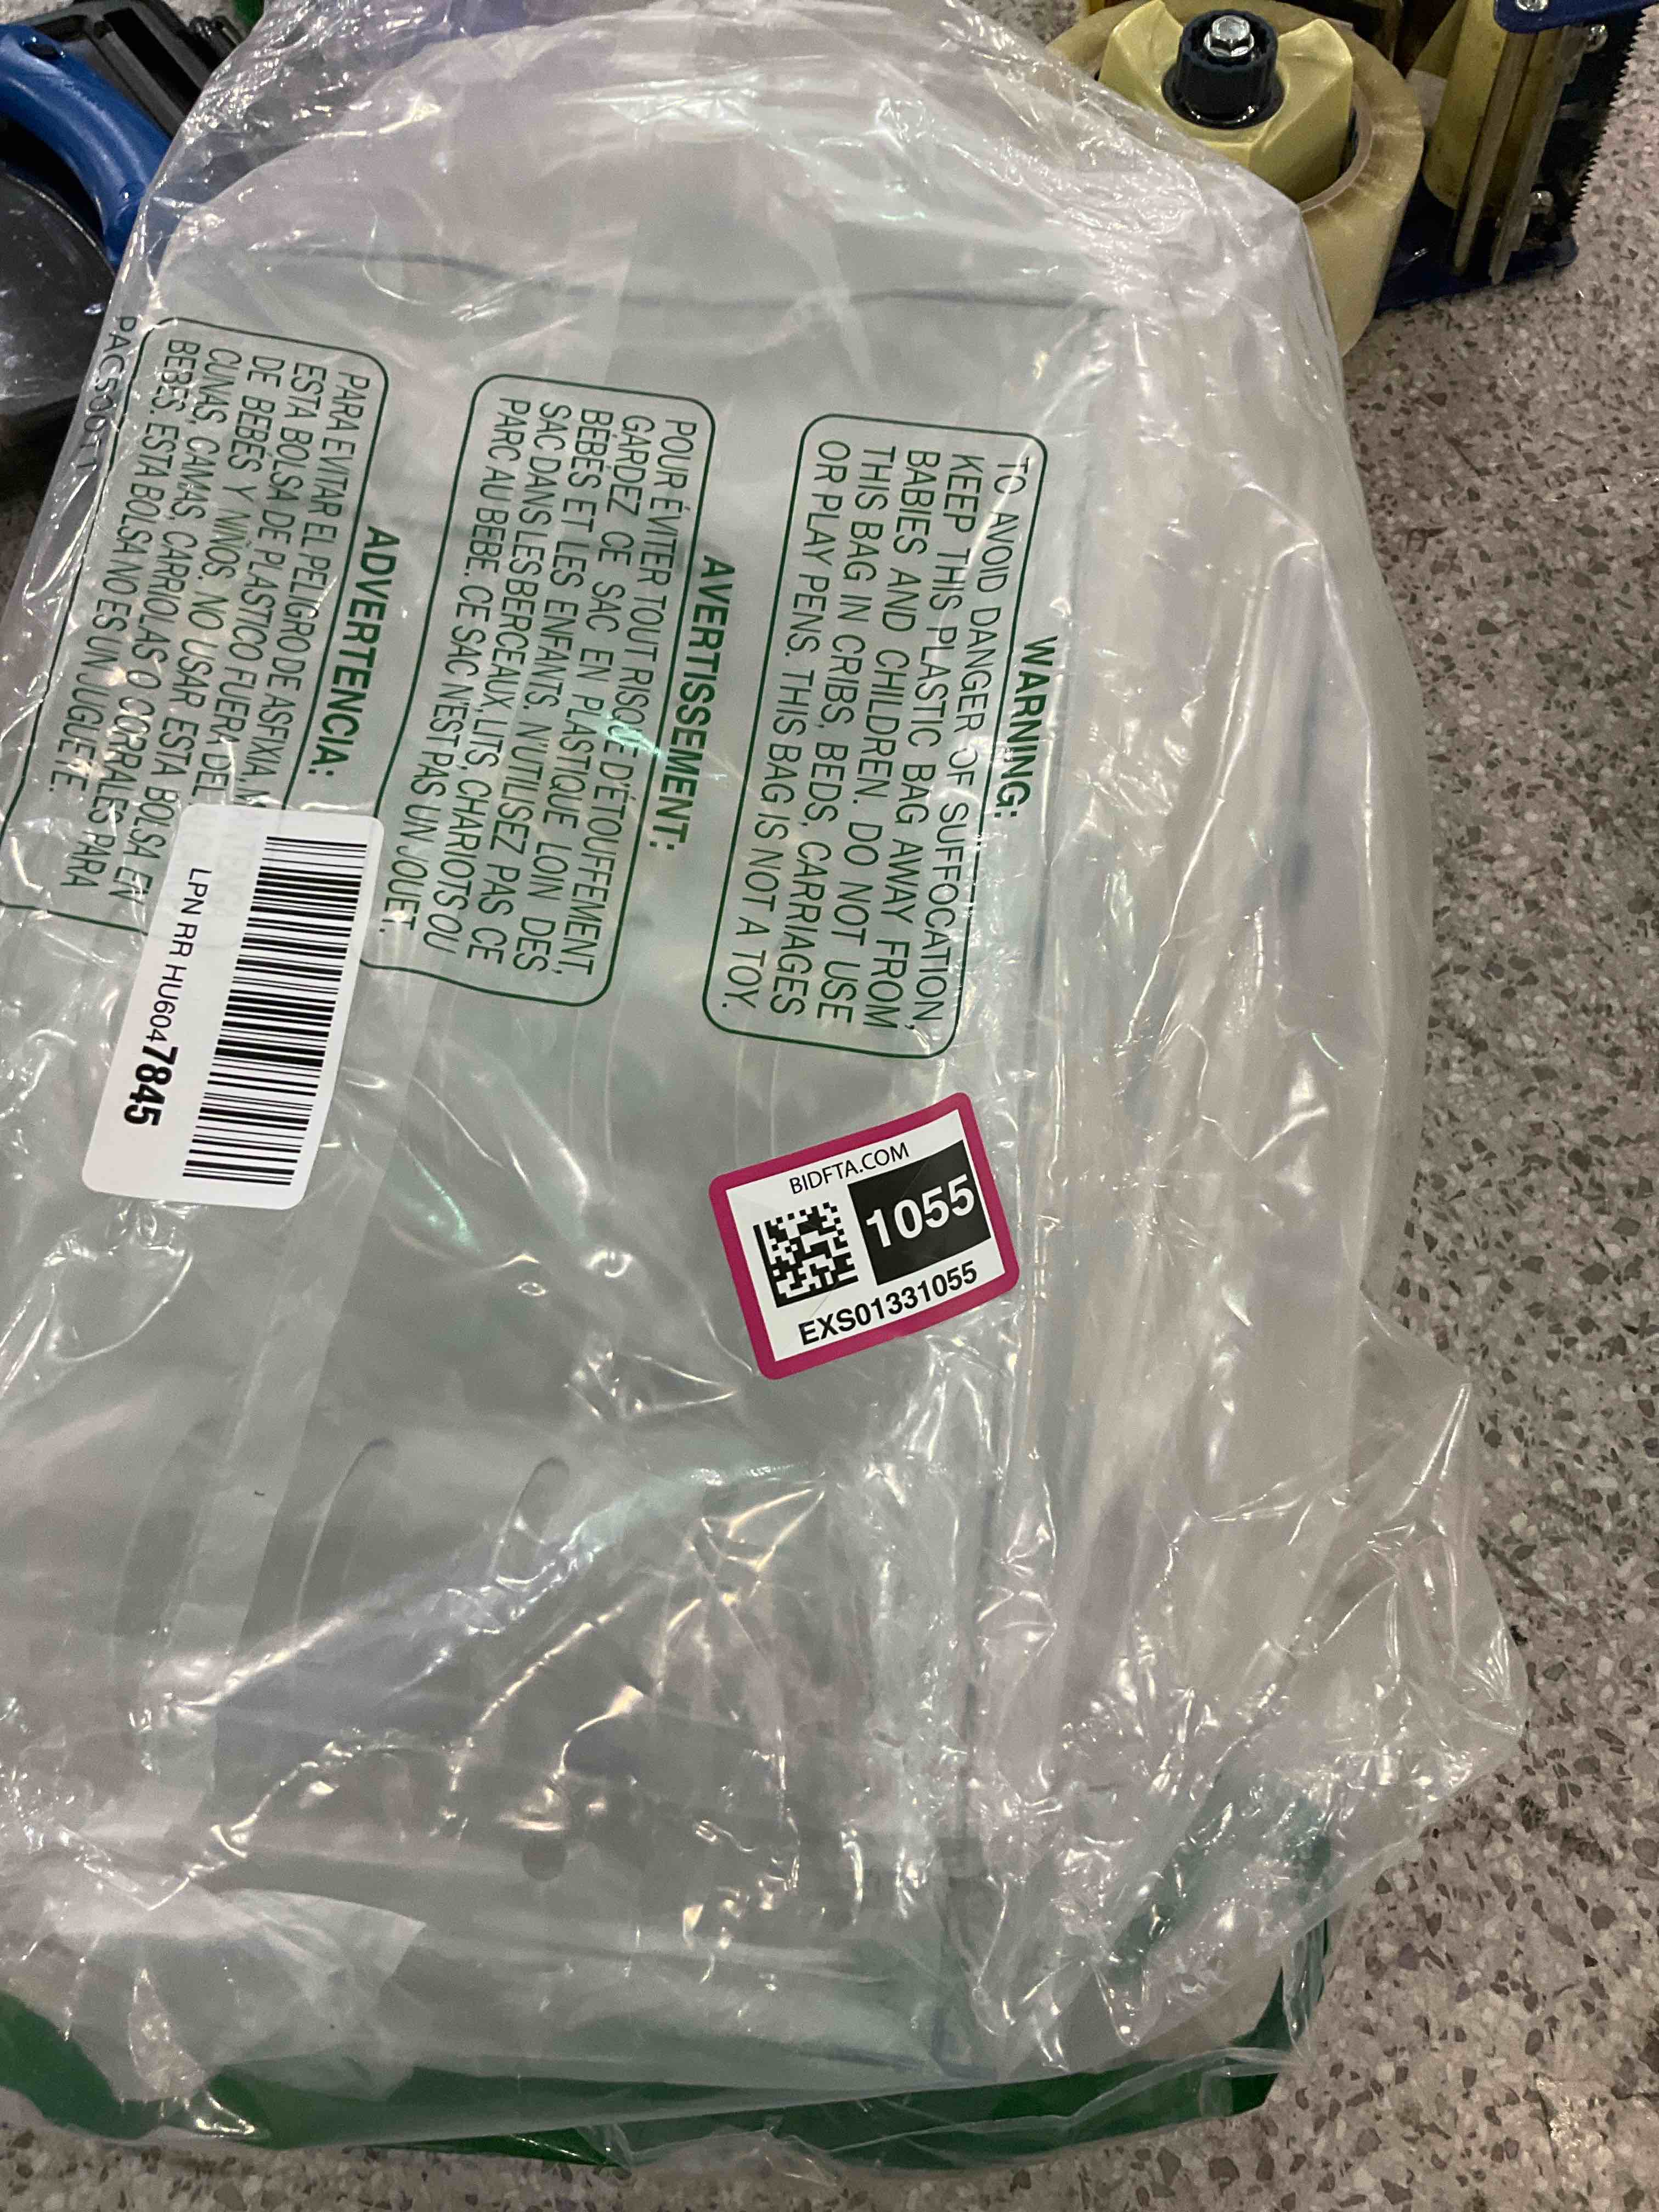 WARNING:
TO AVOID DANGER OF SUFFOCATION,
KEEP THIS PLASTIC BAG AWAY FROM
BABIES AND CHILDREN. DO NOT USE
THIS BAG IN CRIBS, BEDS, CARRIAGES
OR PLAY PENS. THIS BAG IS NOT A TOY.
AVERTISSEMENT:
POUR ÉVITER TOUT RISQUE D'ÉTOUFFEMENT,
GARDEZ CE SAC EN PLASTIQUE LOIN DES
BÉBÉS ET LES ENFANTS. N'UTILISEZ PAS CE
SAC DANS LES BERCEAUX, LITS, CHARIOTS OU
PARC AU BEBE. CE SAC N'EST PAS UN JOUET.
ADVERTENCIA:
PARA EVITAR EL PELIGRO DE ASFIXIA,
ESTA BOLSA DE PLASTICO FUERA DEL
DE BEBÉS Y NIÑOS. NO USAR ESTA BOLSA EN
CUNAS, CAMAS, CARRIOLAS O CORRALES PARA
BEBES. ESTA BOLSA NO ES UN JUGUETE.
LPN RR HU6047845
BIDFTA.COM
1055
EXS01331055